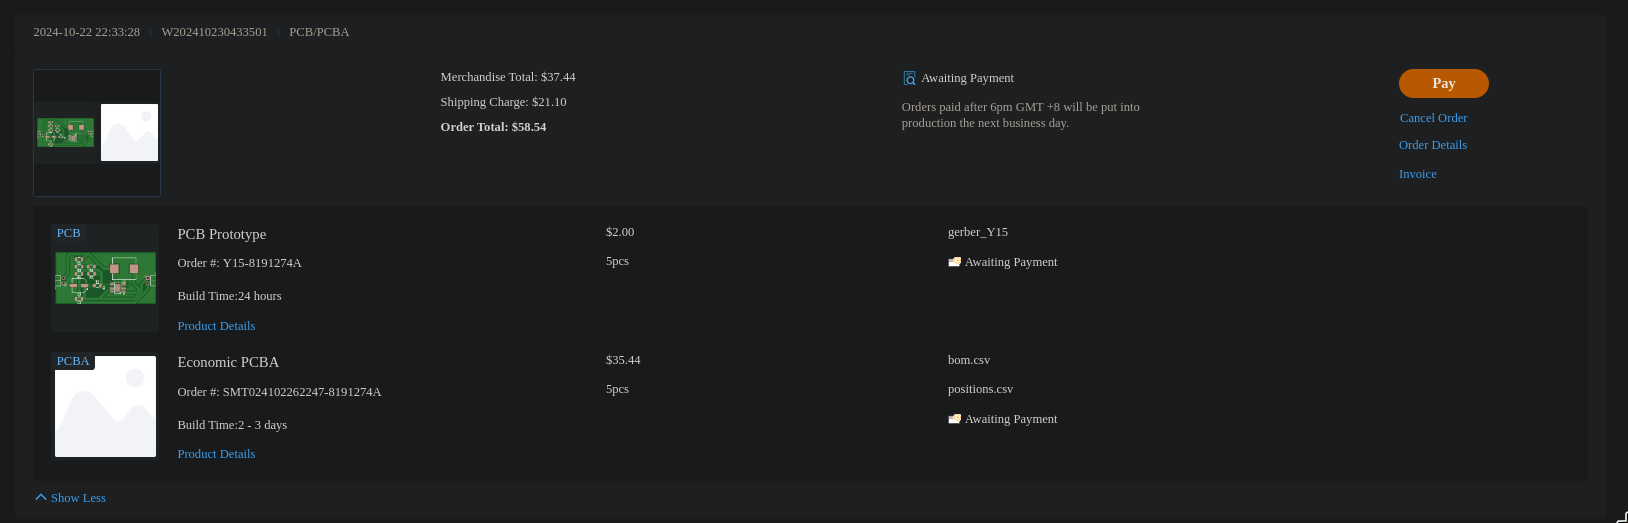 2024-10-22 22:33:28 | W202410230433501 | PCB/PCBA
Merchandise Total: $37.44
Shipping Charge: $21.10
Order Total: $58.54
Awaiting Payment
Orders paid after 6pm GMT +8 will be put into
production the next business day.
Pay
Cancel Order
Order Details
Invoice
PCB
PCB Prototype
Order #: Y15-8191274A
Build Time:24 hours
Product Details
$2.00
5pcs
gerber_Y15
Awaiting Payment
PCBA
Economic PCBA
Order #: SMT024102262247-8191274A
Build Time:2 - 3 days
Product Details
$35.44
5pcs
bom.csv
positions.csv
Awaiting Payment
Show Less